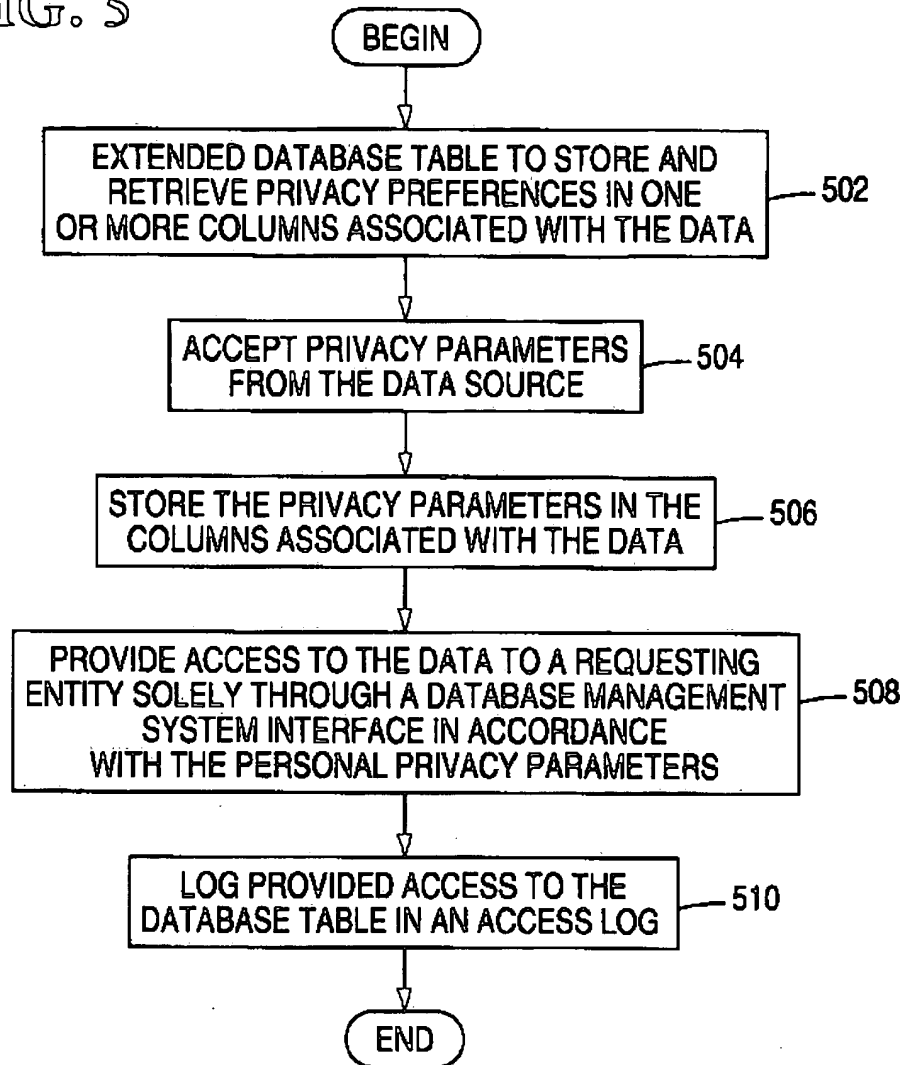 FIG. 5
BEGIN
EXTENDED DATABASE TABLE TO STORE AND
RETRIEVE PRIVACY PREFERENCES IN ONE
OR MORE COLUMNS ASSOCIATED WITH THE DATA
502
ACCEPT PRIVACY PARAMETERS
FROM THE DATA SOURCE
504
STORE THE PRIVACY PARAMETERS IN THE
COLUMNS ASSOCIATED WITH THE DATA
506
PROVIDE ACCESS TO THE DATA TO A REQUESTING
ENTITY SOLELY THROUGH A DATABASE MANAGEMENT
SYSTEM INTERFACE IN ACCORDANCE
WITH THE PERSONAL PRIVACY PARAMETERS
508
LOG PROVIDED ACCESS TO THE
DATABASE TABLE IN AN ACCESS LOG
510
END